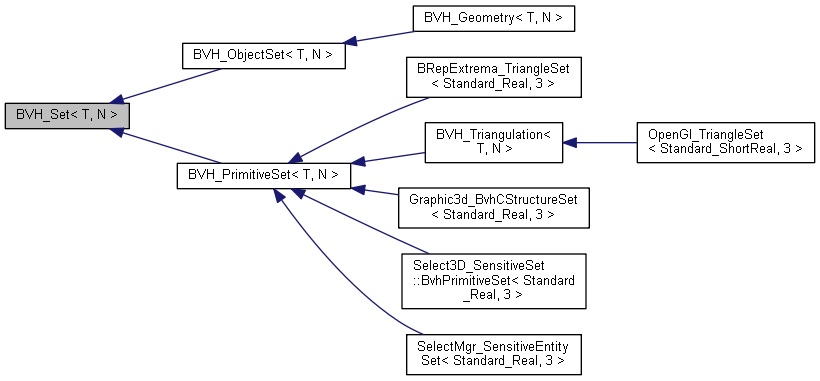 BVH_Geometry< T, N >
BVH_ObjectSet< T, N >
BRepExtrema_TriangleSet
< Standard_Real, 3 >
BVH_Set< T, N >
BVH_Triangulation<
T, N >
OpenGl_TriangleSet
< Standard_ShortReal, 3 >
BVH_PrimitiveSet< T, N >
Graphic3d_BvhCStructureSet
< Standard_Real, 3 >
Select3D_SensitiveSet
::BvhPrimitiveSet< Standard
_Real, 3 >
SelectMgr_SensitiveEntity
Set< Standard_Real, 3 >